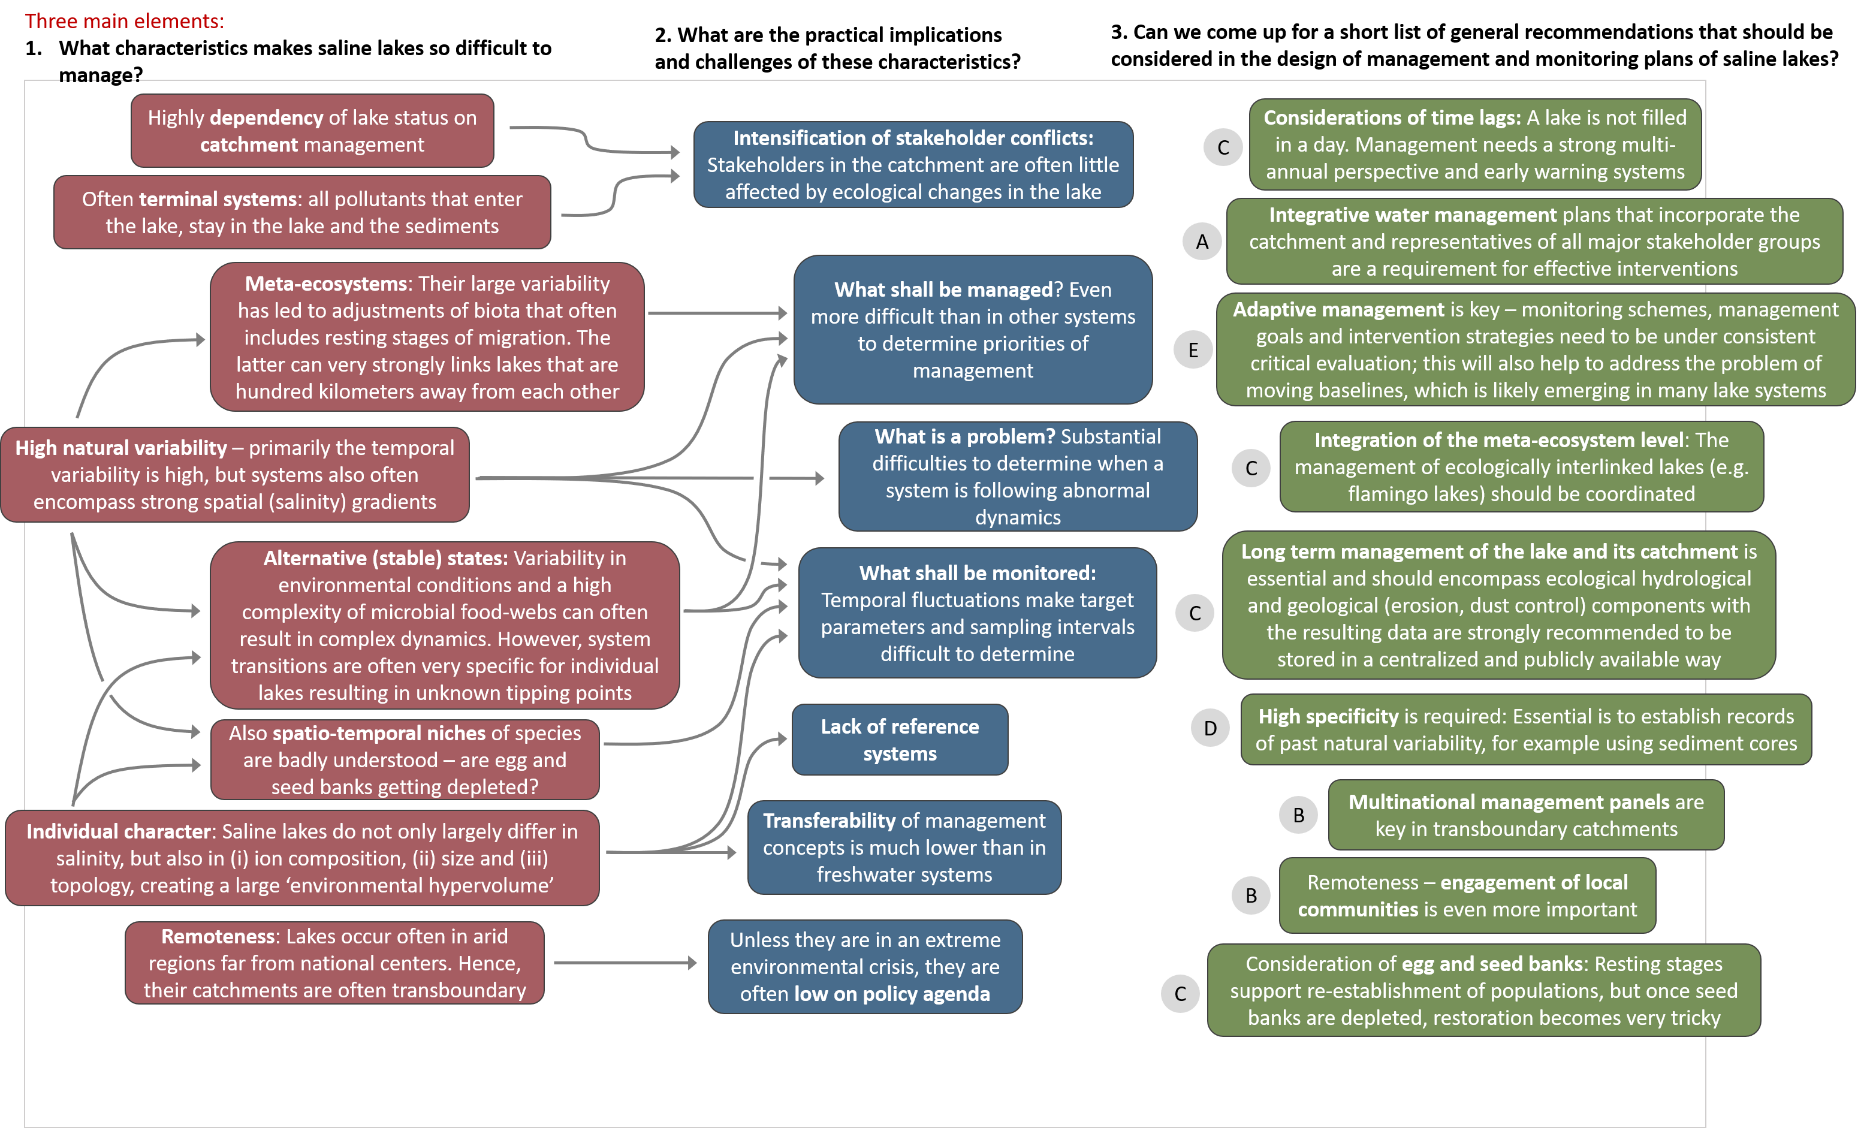 Three main elements:
1. What characteristics makes saline lakes so difficult to
manage?
2. What are the practical implications
and challenges of these characteristics?
3. Can we come up for a short list of general recommendations that should be
considered in the design of management and monitoring plans of saline lakes?
Highly dependency of lake status on
catchment management
Often terminal systems: all pollutants that enter
the lake, stay in the lake and the sediments
Meta-ecosystems: Their large variability
has led to adjustments of biota that often
includes resting stages of migration. The
latter can very strongly links lakes that are
hundred kilometers away from each other
High natural variability – primarily the temporal
variability is high, but systems also often
encompass strong spatial (salinity) gradients
Alternative (stable) states: Variability in
environmental conditions and a high
complexity of microbial food-webs can often
result in complex dynamics. However, system
transitions are often very specific for individual
lakes resulting in unknown tipping points
Also spatio-temporal niches of species
are badly understood – are egg and
seed banks getting depleted?
Individual character: Saline lakes do not only largely differ in
salinity, but also in (i) ion composition, (ii) size and (iii)
topology, creating a large ‘environmental hypervolume’
Remoteness: Lakes occur often in arid
regions far from national centers. Hence,
their catchments are often transboundary
Intensification of stakeholder conflicts:
Stakeholders in the catchment are often little
affected by ecological changes in the lake
What shall be managed? Even
more difficult than in other systems
to determine priorities of
management
What is a problem? Substantial
difficulties to determine when a
system is following abnormal
dynamics
What shall be monitored:
Temporal fluctuations make target
parameters and sampling intervals
difficult to determine
Lack of reference
systems
Transferability of management
concepts is much lower than in
freshwater systems
Unless they are in an extreme
environmental crisis, they are
often low on policy agenda
C
Considerations of time lags: A lake is not filled
in a day. Management needs a strong multi-
annual perspective and early warning systems
A
Integrative water management plans that incorporate the
catchment and representatives of all major stakeholder groups
are a requirement for effective interventions
E
Adaptive management is key – monitoring schemes, management
goals and intervention strategies need to be under consistent
critical evaluation; this will also help to address the problem of
moving baselines, which is likely emerging in many lake systems
C
Integration of the meta-ecosystem level: The
management of ecologically interlinked lakes (e.g.
flamingo lakes) should be coordinated
C
Long term management of the lake and its catchment is
essential and should encompass ecological hydrological
and geological (erosion, dust control) components with
the resulting data are strongly recommended to be
stored in a centralized and publicly available way
D
High specificity is required: Essential is to establish records
of past natural variability, for example using sediment cores
B
Multinational management panels are
key in transboundary catchments
B
Remoteness – engagement of local
communities is even more important
C
Consideration of egg and seed banks: Resting stages
support re-establishment of populations, but once seed
banks are depleted, restoration becomes very tricky